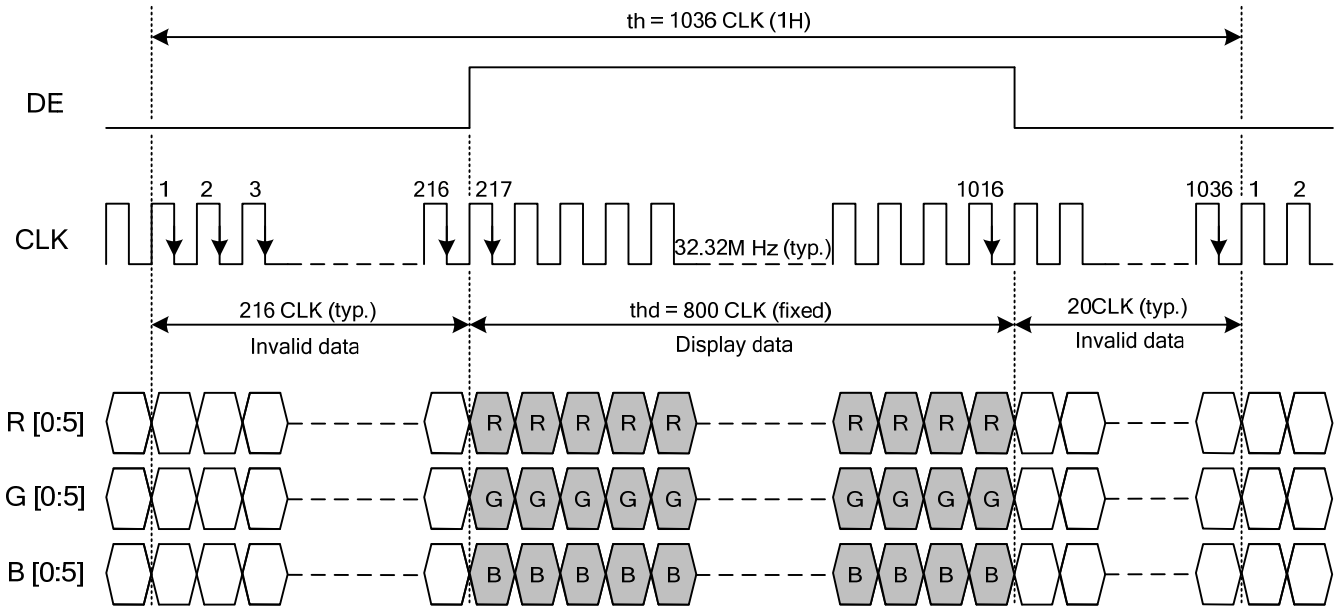 th = 1036 CLK (1H)
DE
1 2 3 216 217 1016 1036 1 2
CLK
32.32M Hz (typ.)
216 CLK (typ.) thd = 800 CLK (fixed) 20CLK (typ.)
Invalid data Display data Invalid data
R [0:5] R R R R R R R R R
G [0:5] G G G G G G G G G
B [0:5] B B B B B B B B B